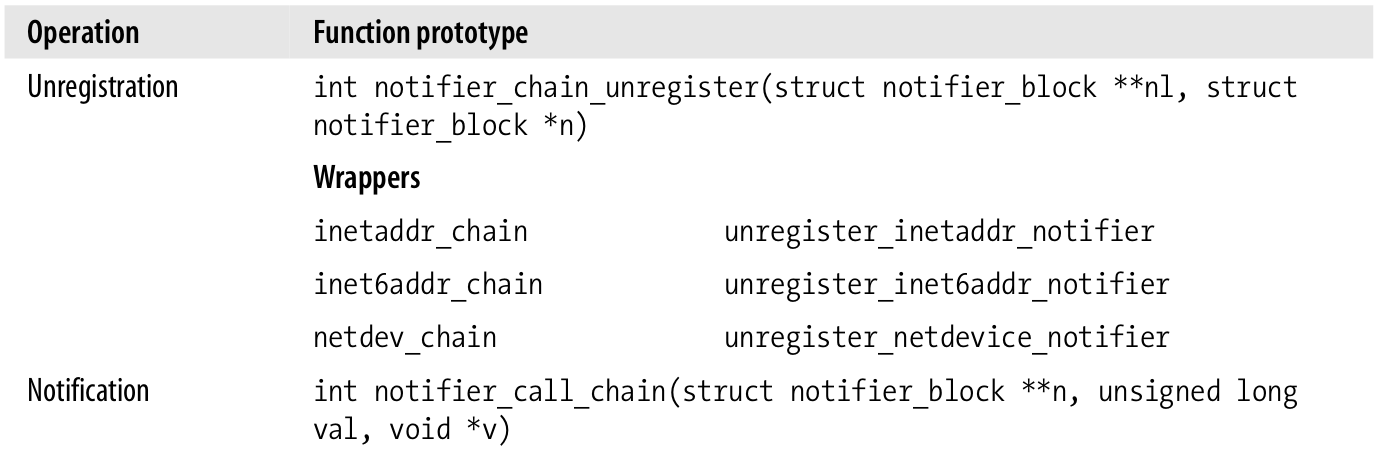 Operation Function prototype
Unregistration int notifier_chain_unregister(struct notifier_block **nl, struct
notifier_block *n)
Wrappers
inetaddr_chain unregister_inetaddr_notifier
inet6addr_chain unregister_inet6addr_notifier
netdev_chain unregister_netdevice_notifier
Notification int notifier_call_chain(struct notifier_block **n, unsigned long
val, void *v)